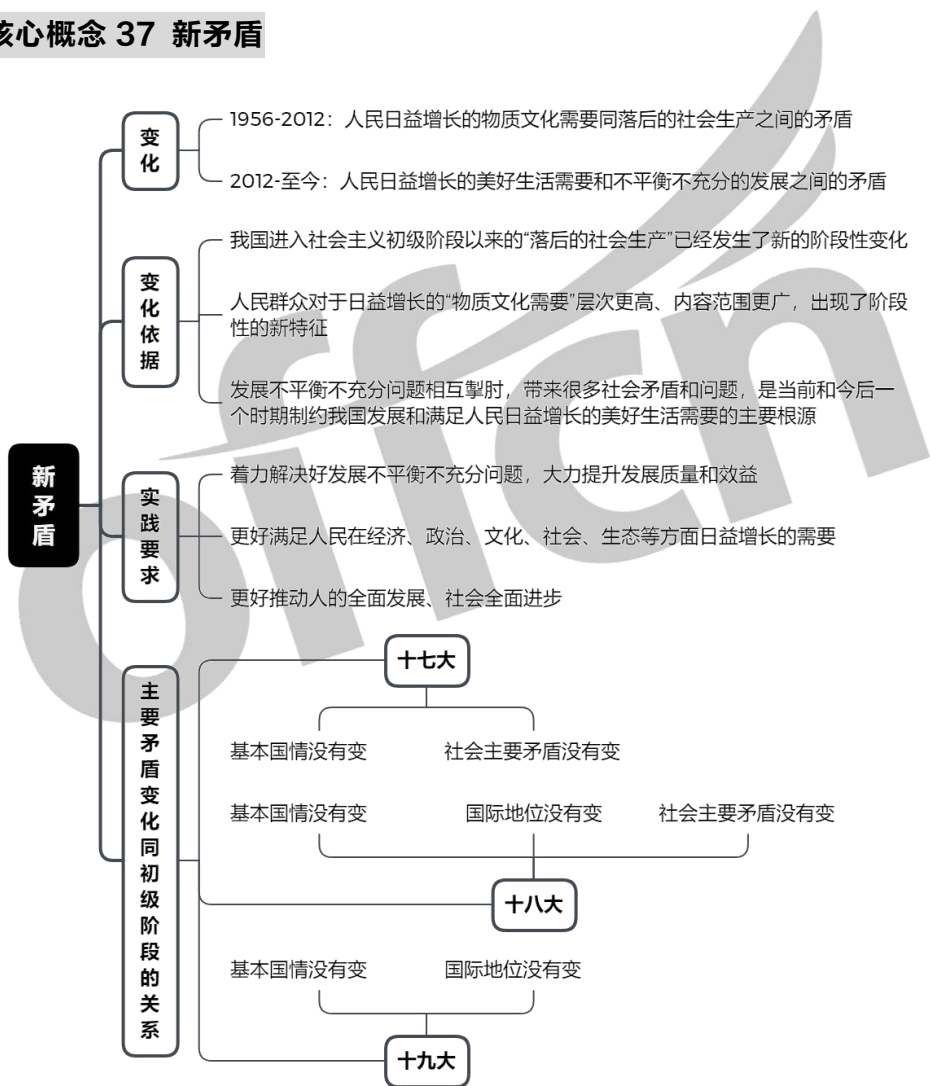 核心概念 37 新矛盾
新矛盾
变化
1956-2012：人民日益增长的物质文化需要同落后的社会生产之间的矛盾
2012-至今：人民日益增长的美好生活需要和不平衡不充分的发展之间的矛盾
变化依据
我国进入社会主义初级阶段以来的“落后的社会生产”已经发生了新的阶段性变化
人民群众对于日益增长的“物质文化需要”层次更高、内容范围更广，出现了阶段
性的新特征
发展不平衡不充分问题相互掣肘，带来很多社会矛盾和问题，是当前和今后一
个时期制约我国发展和满足人民日益增长的美好生活需要的主要根源
实践要求
着力解决好发展不平衡不充分问题，大力提升发展质量和效益
更好满足人民在经济、政治、文化、社会、生态等方面日益增长的需要
更好推动人的全面发展、社会全面进步
主要矛盾变化同初级阶段的关系
十七大
基本国情没有变 社会主要矛盾没有变
基本国情没有变 国际地位没有变 社会主要矛盾没有变
十八大
基本国情没有变 国际地位没有变
十九大
offcn